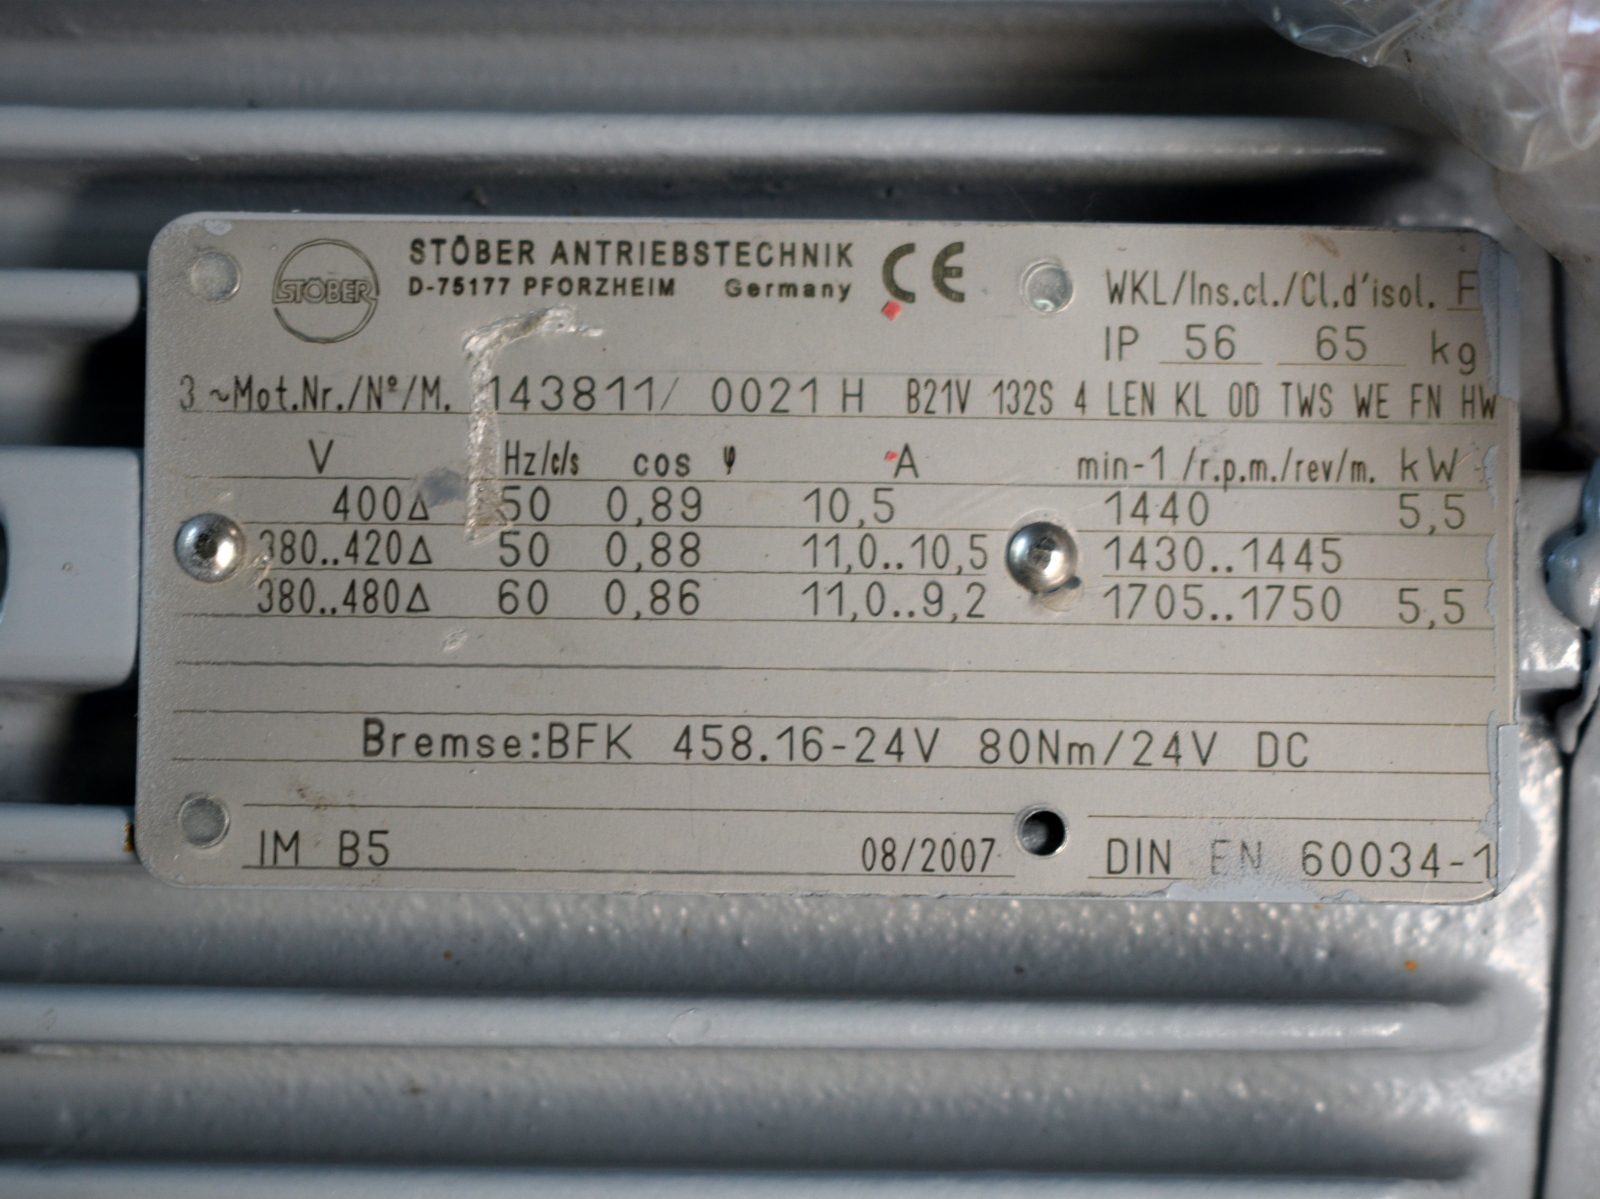 STÖBER
STÖBER ANTRIEBSTECHNIK CE
D-75177 PFORZHEIM Germany
WKL/Ins.cl./Cl.d'isol. F
IP 56 65 kg
3 ~Mot.Nr./Nº/M. 143811/ 0021 H B21V 132S 4 LEN KL OD TWS WE FN HW
V Hz/c/s cos φ A min-1 /r.p.m./rev/m. kW
400Δ 50 0,89 10,5 1440 5,5
380..420Δ 50 0,88 11,0..10,5 1430..1445
380..480Δ 60 0,86 11,0..9,2 1705..1750 5,5
Bremse:BFK 458.16-24V 80Nm/24V DC
IM B5 08/2007 DIN EN 60034-1